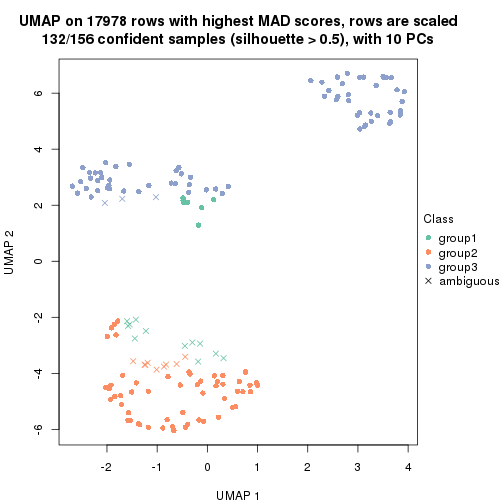 UMAP on 17978 rows with highest MAD scores, rows are scaled
132/156 confident samples (silhouette > 0.5), with 10 PCs
6
4
2
0
-2
-4
-6
UMAP 2
-2
-1
0
1
2
3
4
UMAP 1
Class
group1
group2
group3
ambiguous